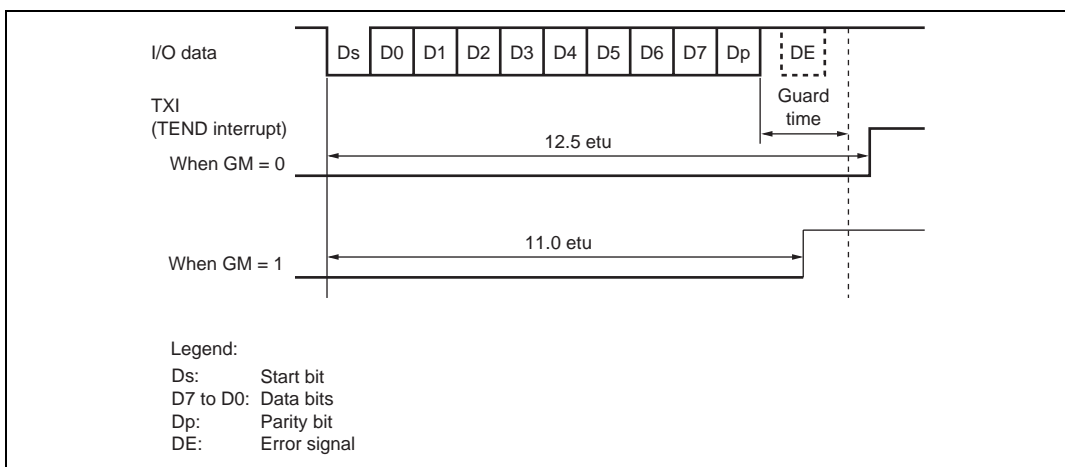 I/O data
Ds D0 D1 D2 D3 D4 D5 D6 D7 Dp DE
Guard
time
TXI
(TEND interrupt)
12.5 etu
When GM = 0
11.0 etu
When GM = 1
Legend:
Ds: Start bit
D7 to D0: Data bits
Dp: Parity bit
DE: Error signal